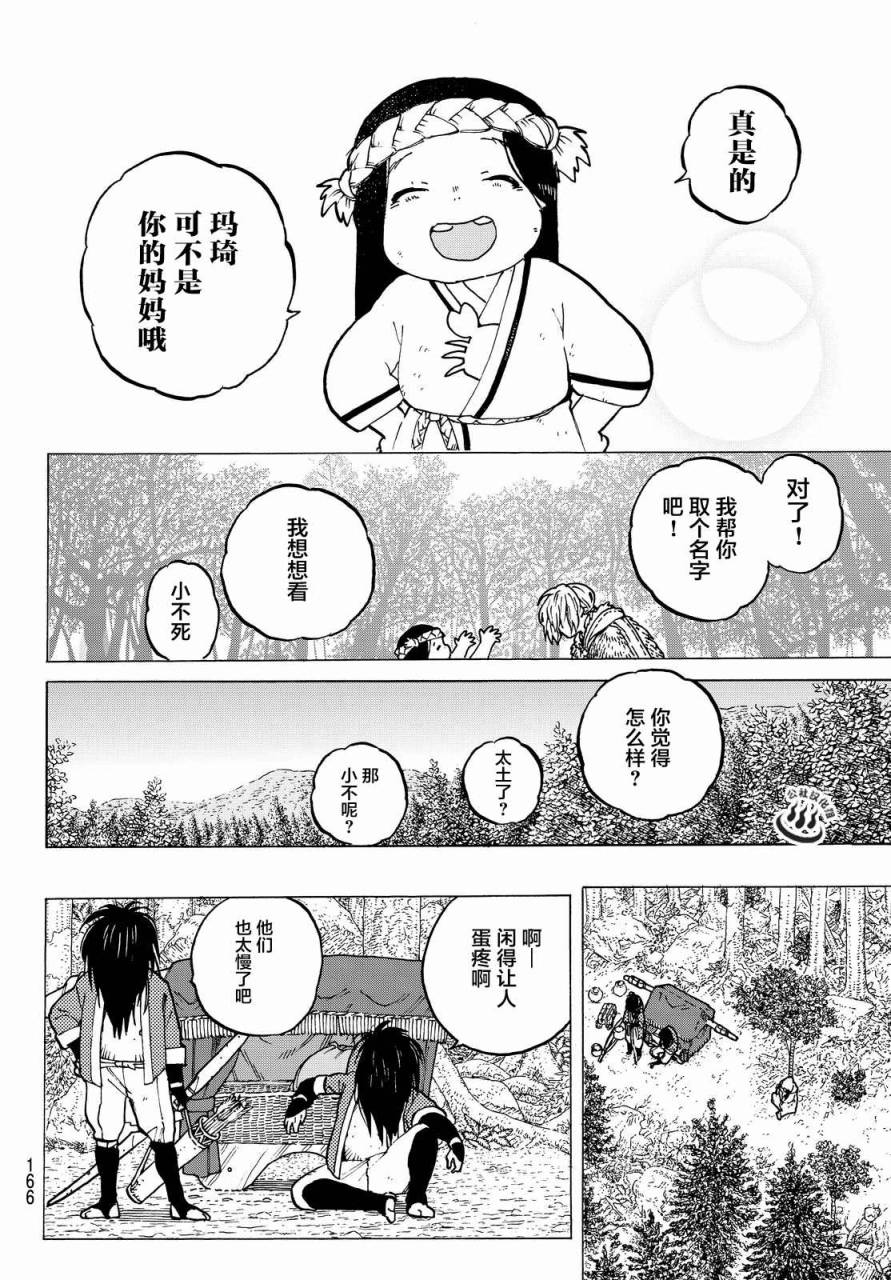 真是的
玛琦
可不是
你的妈妈哦
对了！
我帮你
取个名字
吧！
我想想看
小不死
你觉得
怎么样？
太土了？
那
小不呢？
啊—
闲得让人
蛋疼啊
他们
也太慢了吧
166